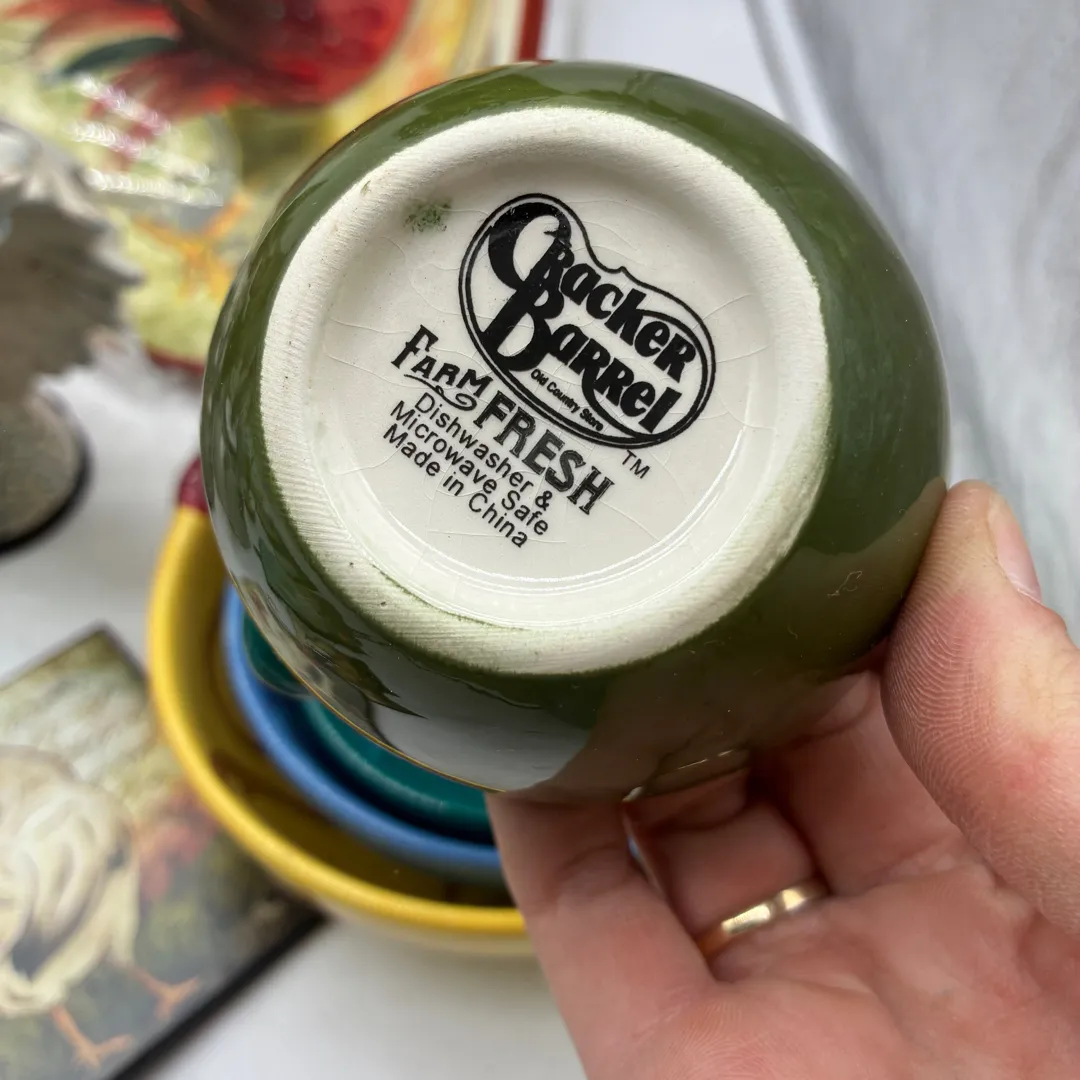 Cracker
Barrel
Old Country Store
TM
Farm FRESH
Dishwasher &
Microwave Safe
Made in China